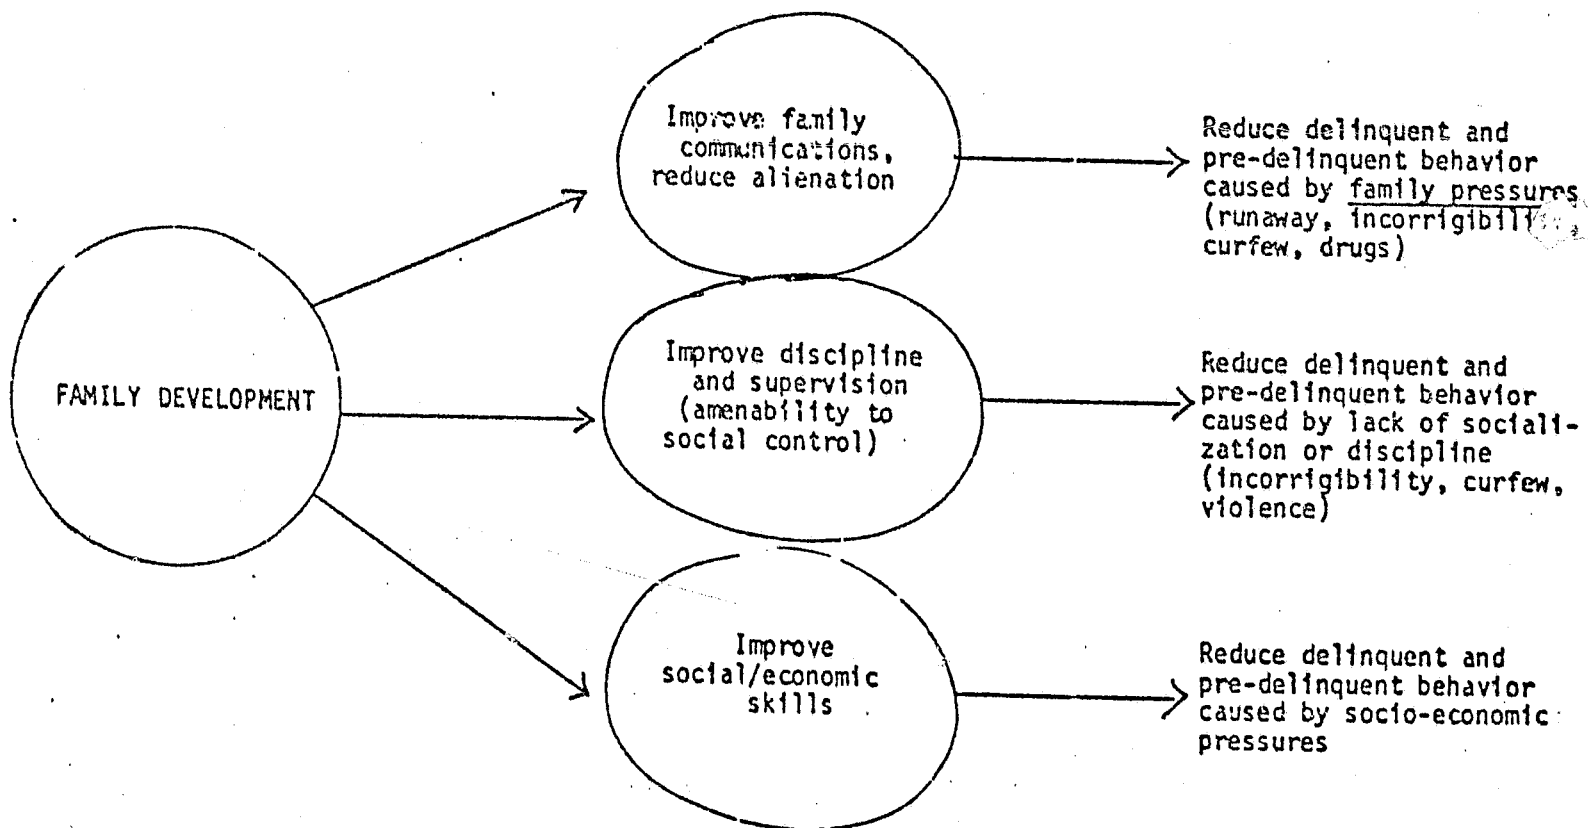 FAMILY DEVELOPMENT
Improve family
communications,
reduce alienation
Reduce delinquent and
pre-delinquent behavior
caused by family pressures
(runaway,
curfew, drugs)
Improve discipline
and supervision
(amenability to
social control)
Reduce delinquent and
pre-delinquent behavior
caused by lack of sociali-
zation or discipline
(incorrigibility, curfew,
violence)
Improve
social/economic
skills
Reduce delinquent and
pre-delinquent behavior
caused by socio-economic
pressures